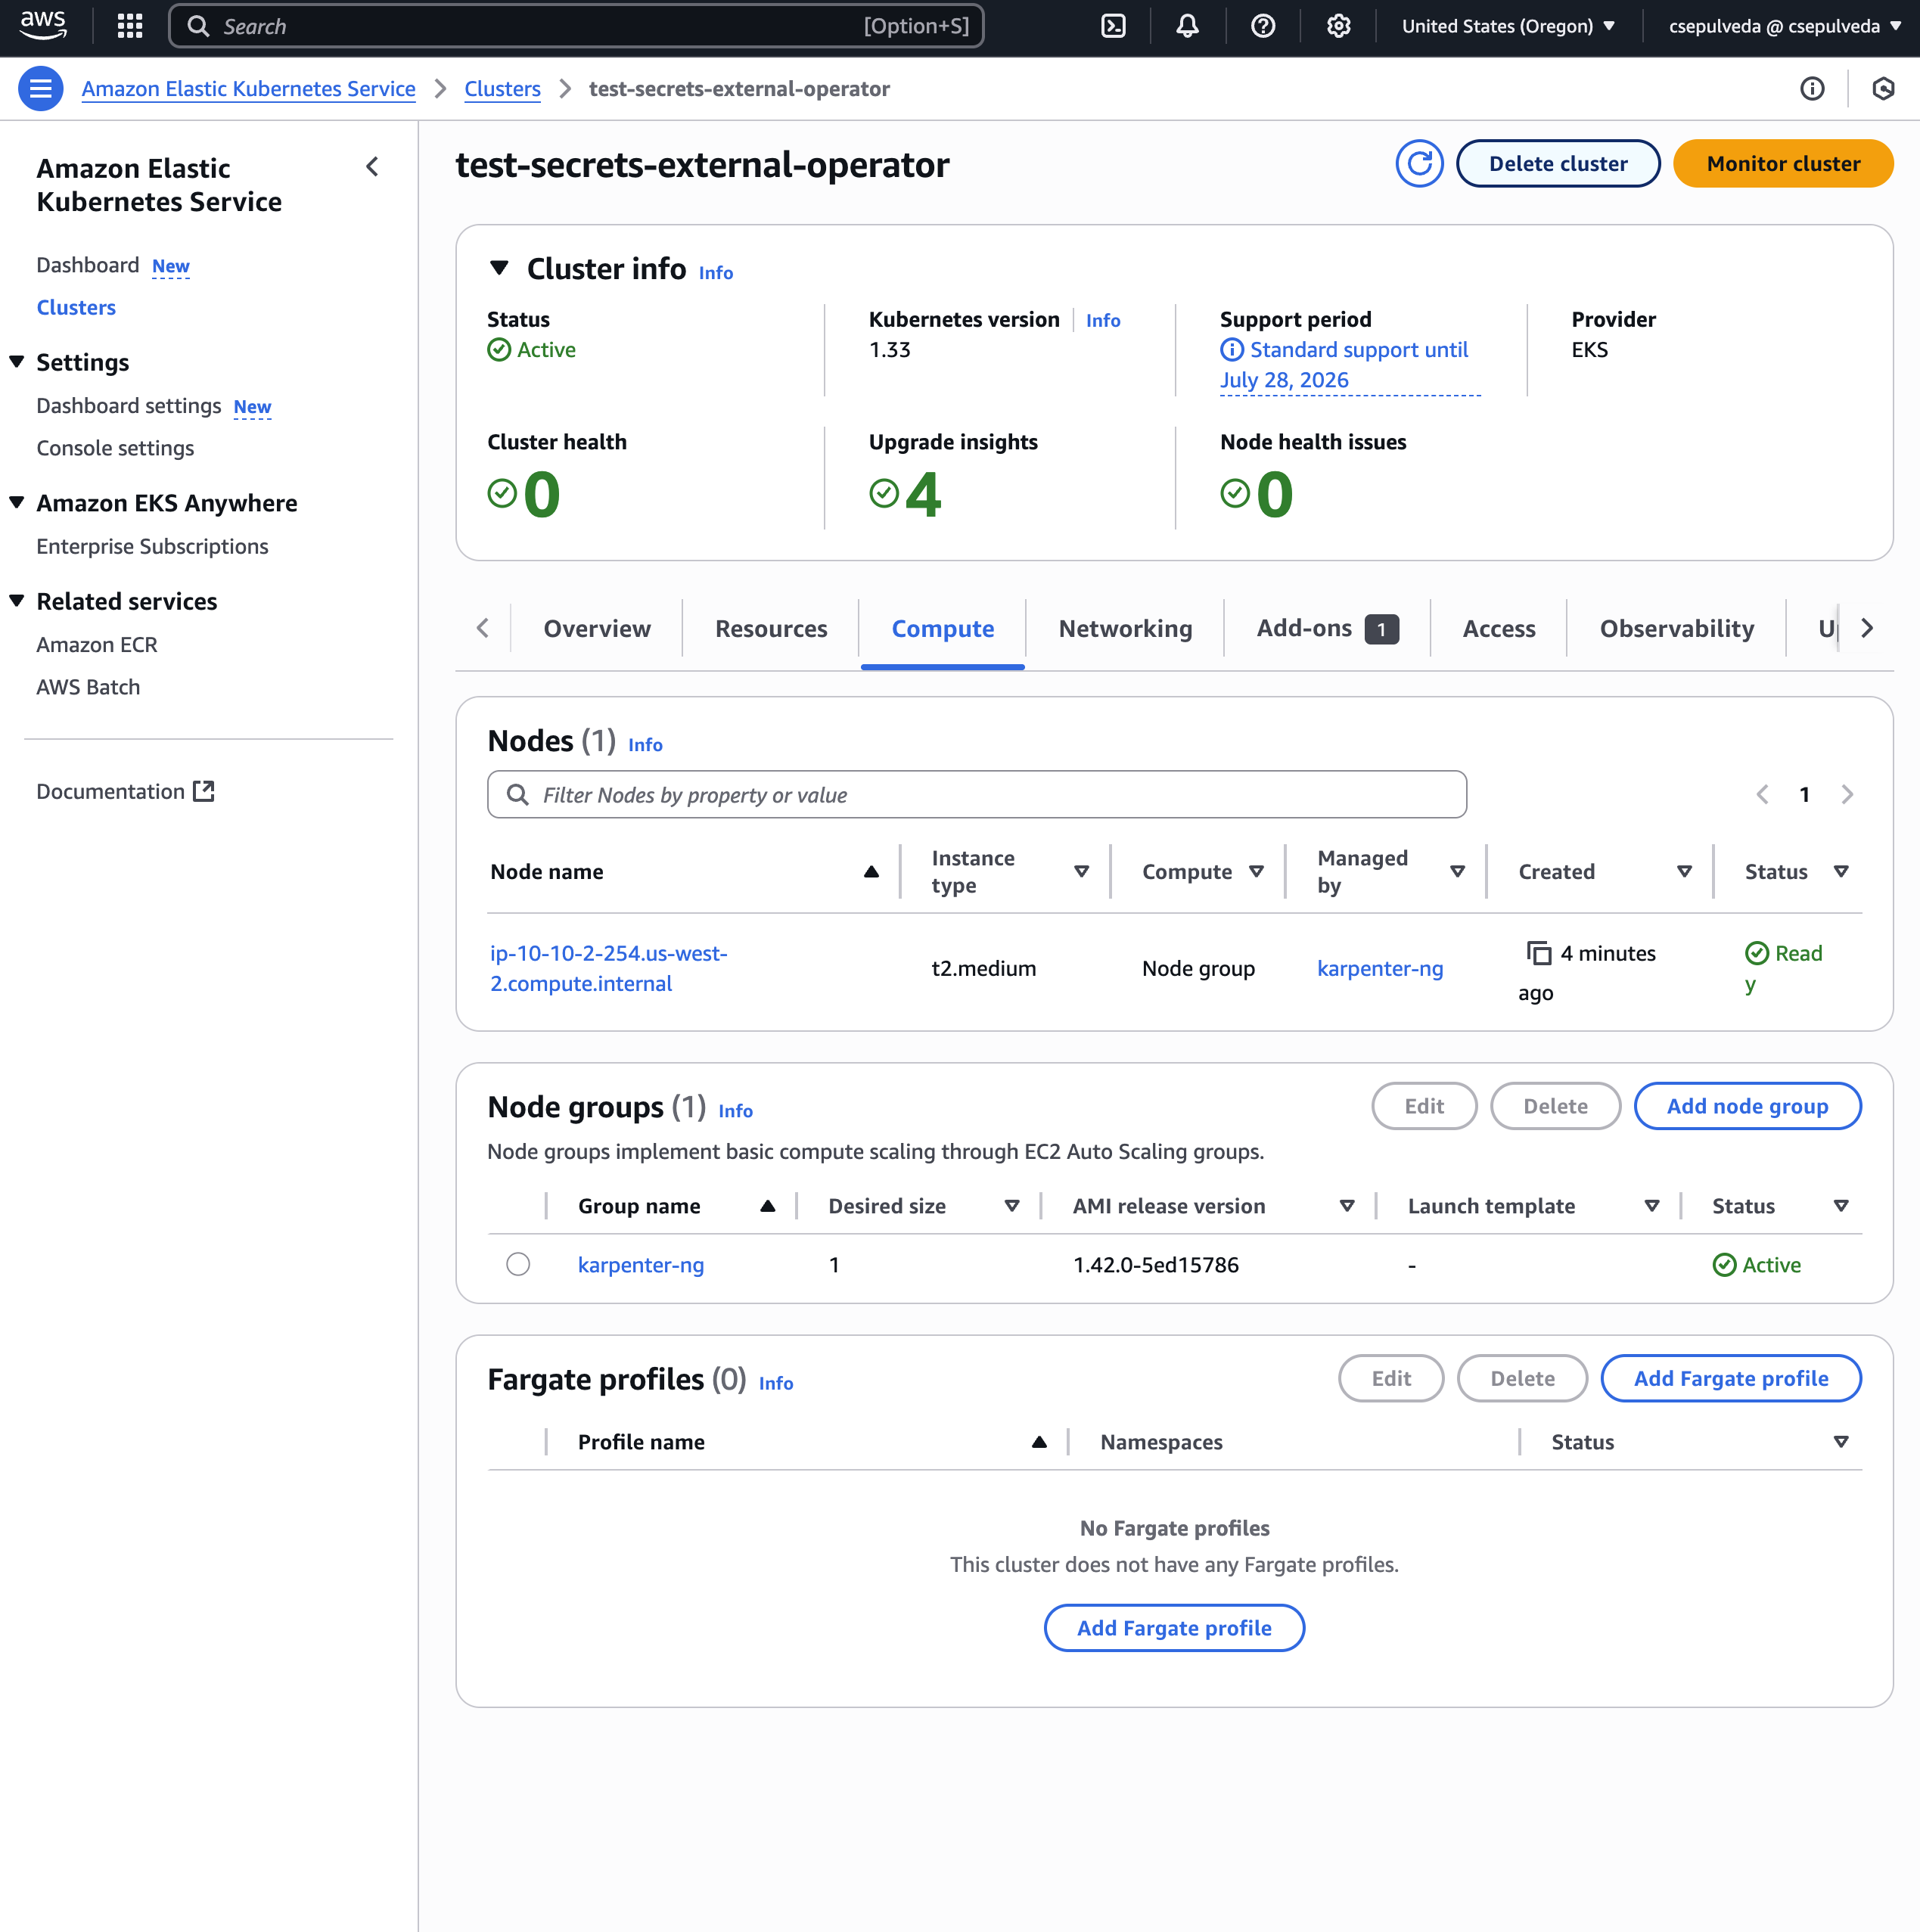 aws
Search
[Option+S]
United States (Oregon)
csepulveda @ csepulveda
Amazon Elastic Kubernetes Service
Clusters
test-secrets-external-operator
Amazon Elastic
Kubernetes Service
Dashboard New
Clusters
Settings
Dashboard settings New
Console settings
Amazon EKS Anywhere
Enterprise Subscriptions
Related services
Amazon ECR
AWS Batch
Documentation
test-secrets-external-operator
Delete cluster
Monitor cluster
Cluster info Info
Status
Active
Kubernetes version Info
1.33
Support period
Standard support until
July 28, 2026
Provider
EKS
Cluster health
0
Upgrade insights
4
Node health issues
0
Overview
Resources
Compute
Networking
Add-ons 1
Access
Observability
Nodes (1) Info
Filter Nodes by property or value
1
Node name
Instance
type
Compute
Managed
by
Created
Status
ip-10-10-2-254.us-west-
2.compute.internal
t2.medium
Node group
karpenter-ng
4 minutes
ago
Read
y
Node groups (1) Info
Edit
Delete
Add node group
Node groups implement basic compute scaling through EC2 Auto Scaling groups.
Group name
Desired size
AMI release version
Launch template
Status
karpenter-ng
1
1.42.0-5ed15786
-
Active
Fargate profiles (0) Info
Edit
Delete
Add Fargate profile
Profile name
Namespaces
Status
No Fargate profiles
This cluster does not have any Fargate profiles.
Add Fargate profile